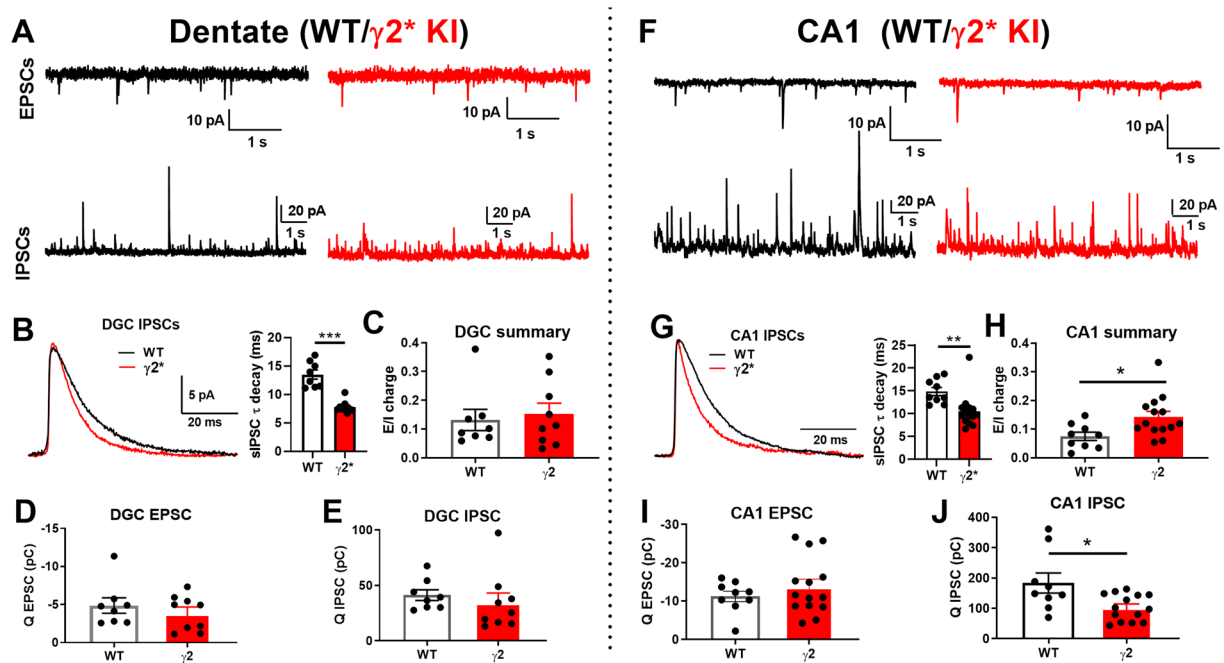 A
Dentate (WT/γ2* KI)
EPSCs
10 pA
1 s
10 pA
1 s
IPSCs
20 pA
1 s
20 pA
1 s
B
DGC IPSCs
WT
γ2*
5 pA
20 ms
sIPSC τ decay (ms)
20
15
10
5
0
***
WT
γ2*
C
DGC summary
E/I charge
0.4
0.3
0.2
0.1
0.0
WT
γ2
D
DGC EPSC
Q EPSC (pC)
-15
-10
-5
0
WT
γ2
E
DGC IPSC
Q IPSC (pC)
100
50
0
WT
γ2
F
CA1 (WT/γ2* KI)
10 pA
1 s
10 pA
1 s
20 pA
1 s
20 pA
1 s
G
CA1 IPSCs
WT
γ2*
20 ms
sIPSC τ decay (ms)
25
20
15
10
5
0
**
WT
γ2*
H
CA1 summary
E/I charge
0.4
0.3
0.2
0.1
0.0
*
WT
γ2
I
CA1 EPSC
Q EPSC (pC)
-30
-20
-10
0
WT
γ2
J
CA1 IPSC
Q IPSC (pC)
400
300
200
100
0
*
WT
γ2